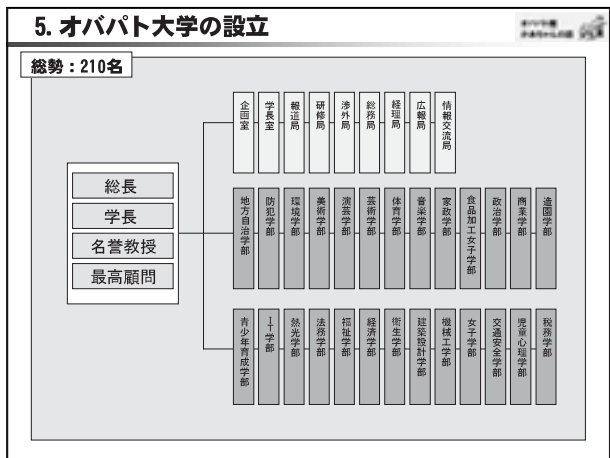 5. オバパト大学の設立
総勢：210名
総長
学長
名誉教授
最高顧問
企画室
学長室
報道局
研修局
渉外局
総務局
経理局
広報局
情報交流局
地方自治学部
防犯学部
環境学部
美術学部
演芸学部
芸術学部
体育学部
音楽学部
家政学部
食品加工女子学部
政治学部
商業学部
造園学部
青少年育成学部
IT学部
熱光学部
法務学部
福祉学部
経済学部
衛生学部
建築設計学部
機械工学部
女子学部
交通安全学部
児童心理学部
税務学部